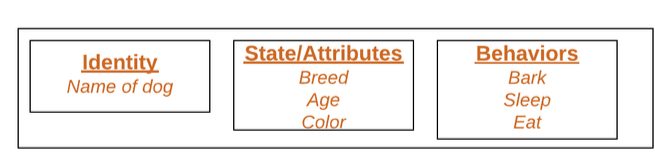 Identity
Name of dog
State/Attributes
Breed
Age
Color
Behaviors
Bark
Sleep
Eat